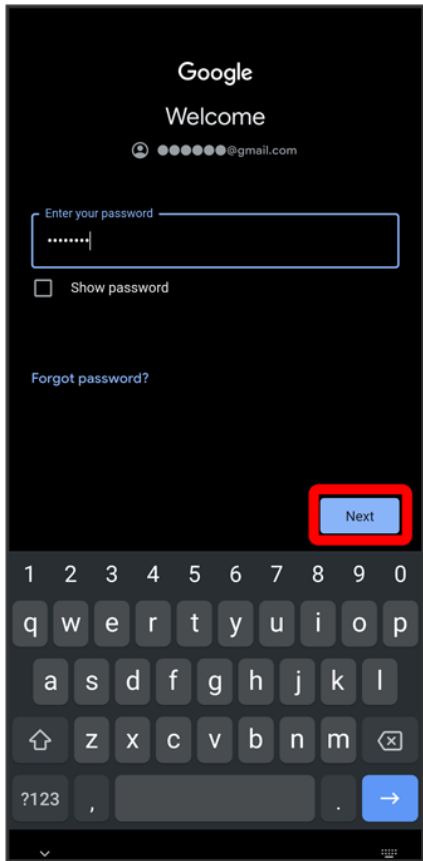 Google
Welcome
●●●●●●@gmail.com
Enter your password
••••••••
Show password
Forgot password?
Next
1 2 3 4 5 6 7 8 9 0
q w e r t y u i o p
a s d f g h j k l
z x c v b n m
?123 , .